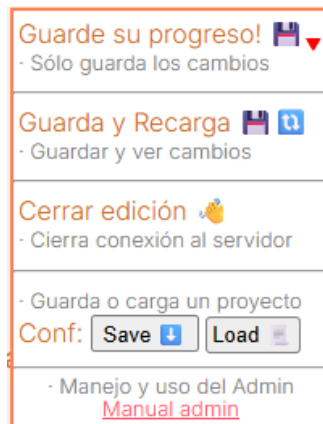 Guarde su progreso! 💾 🔻
· Sólo guarda los cambios
Guarda y Recarga 💾 🔃
· Guardar y ver cambios
Cerrar edición 👋
· Cierra conexión al servidor
· Guarda o carga un proyecto
Conf: Save ⬇️ Load
· Manejo y uso del Admin
Manual admin